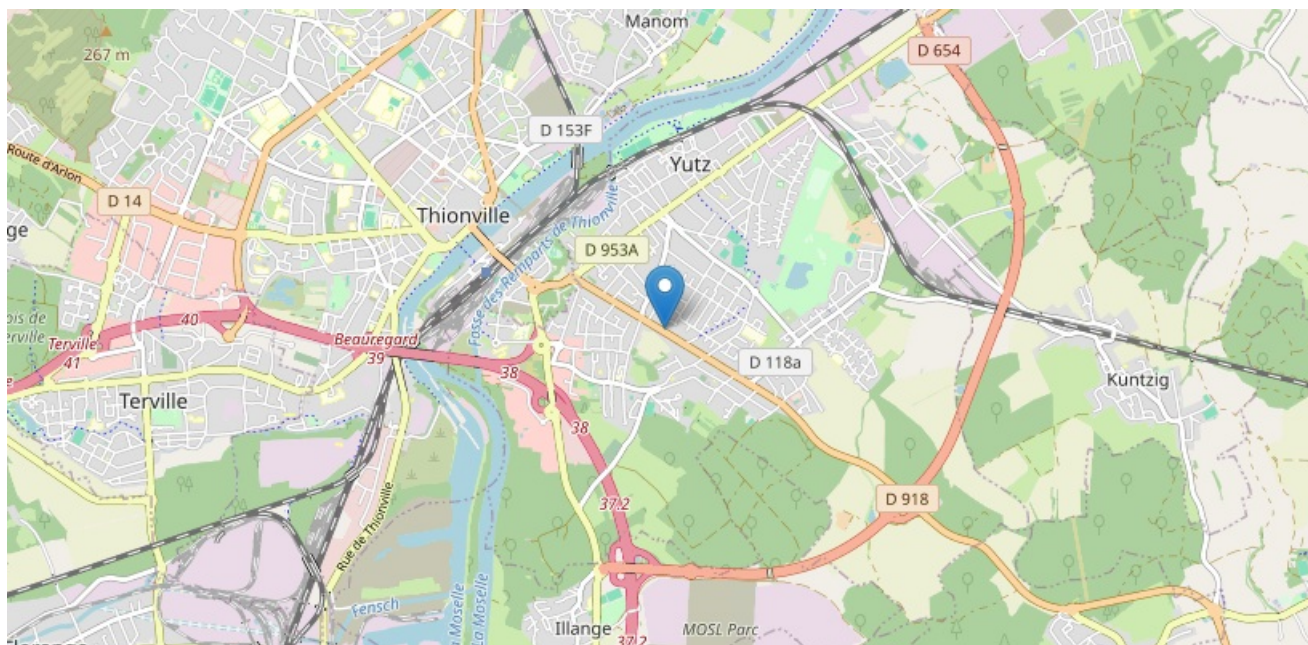 Manom
267 m
D 654
D 153F
Route d'Arlon
Yutz
D 14
Thionville
Fosse des Remparts de Thionville
D 953A
40
Beauregard
39
Terville
41
38
D 118a
Kuntzig
Terville
38
37.2
D 918
Rue de Thionville
Fensch
La Moselle
Illange
MOSL Parc
37.2